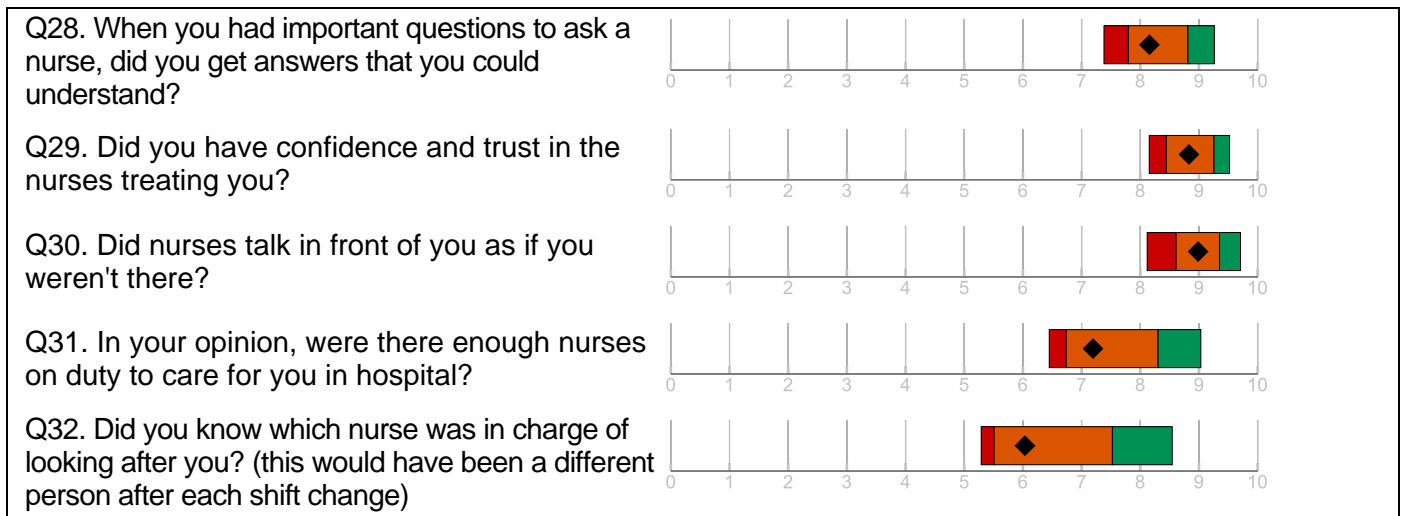 Q28. When you had important questions to ask a
nurse, did you get answers that you could
understand?
0 1 2 3 4 5 6 7 8 9 10
Q29. Did you have confidence and trust in the
nurses treating you?
0 1 2 3 4 5 6 7 8 9 10
Q30. Did nurses talk in front of you as if you
weren't there?
0 1 2 3 4 5 6 7 8 9 10
Q31. In your opinion, were there enough nurses
on duty to care for you in hospital?
0 1 2 3 4 5 6 7 8 9 10
Q32. Did you know which nurse was in charge of
looking after you? (this would have been a different
person after each shift change)
0 1 2 3 4 5 6 7 8 9 10